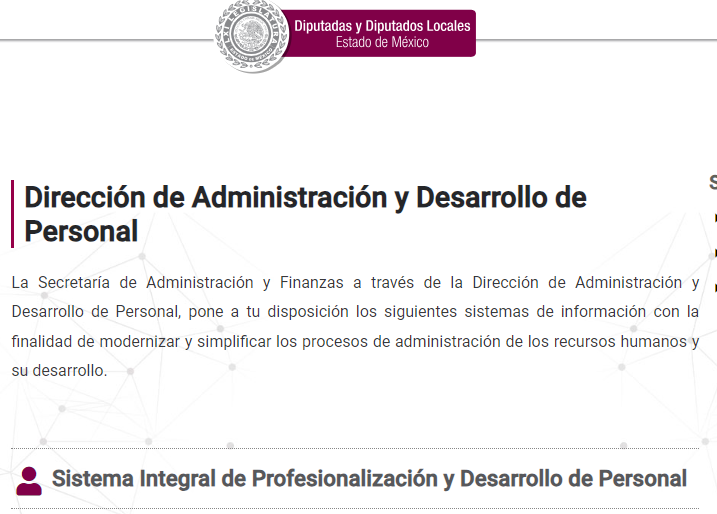 LEGISLATURA
Diputadas y Diputados Locales
Estado de México
Dirección de Administración y Desarrollo de
Personal
La Secretaría de Administración y Finanzas a través de la Dirección de Administración y
Desarrollo de Personal, pone a tu disposición los siguientes sistemas de información con la
finalidad de modernizar y simplificar los procesos de administración de los recursos humanos y
su desarrollo.
Sistema Integral de Profesionalización y Desarrollo de Personal